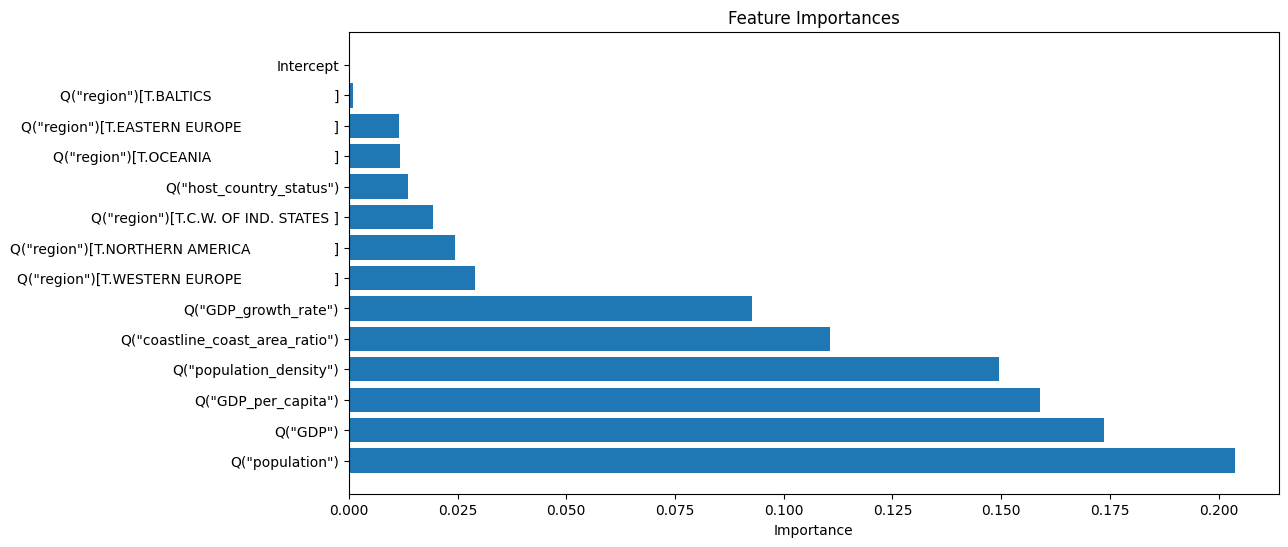 Feature Importances
Intercept
Q("region")[T.BALTICS                            ]
Q("region")[T.EASTERN EUROPE                     ]
Q("region")[T.OCEANIA                            ]
Q("host_country_status")
Q("region")[T.C.W. OF IND. STATES ]
Q("region")[T.NORTHERN AMERICA                   ]
Q("region")[T.WESTERN EUROPE                     ]
Q("GDP_growth_rate")
Q("coastline_coast_area_ratio")
Q("population_density")
Q("GDP_per_capita")
Q("GDP")
Q("population")
0.000 0.025 0.050 0.075 0.100 0.125 0.150 0.175 0.200
Importance